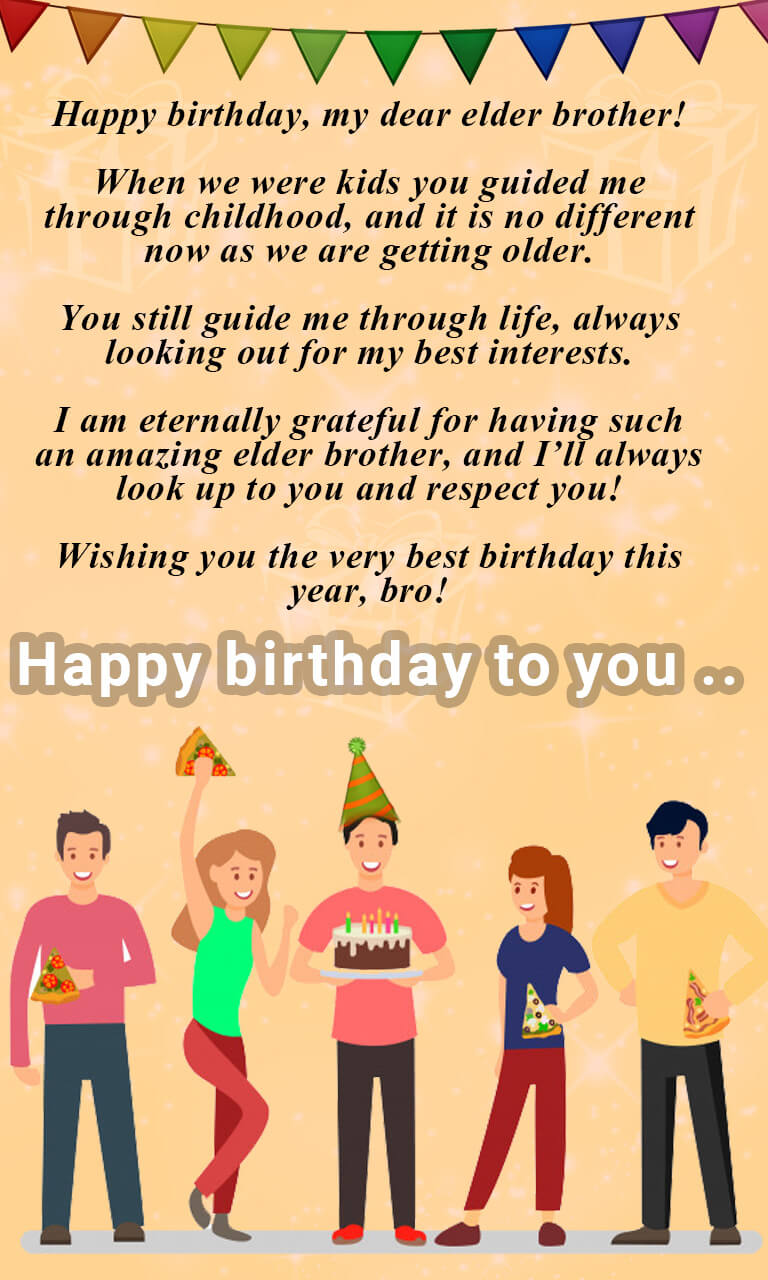 Happy birthday, my dear elder brother!
When we were kids you guided me
through childhood, and it is no different
now as we are getting older.
You still guide me through life, always
looking out for my best interests.
I am eternally grateful for having such
an amazing elder brother, and I’ll always
look up to you and respect you!
Wishing you the very best birthday this
year, bro!
Happy birthday to you ..